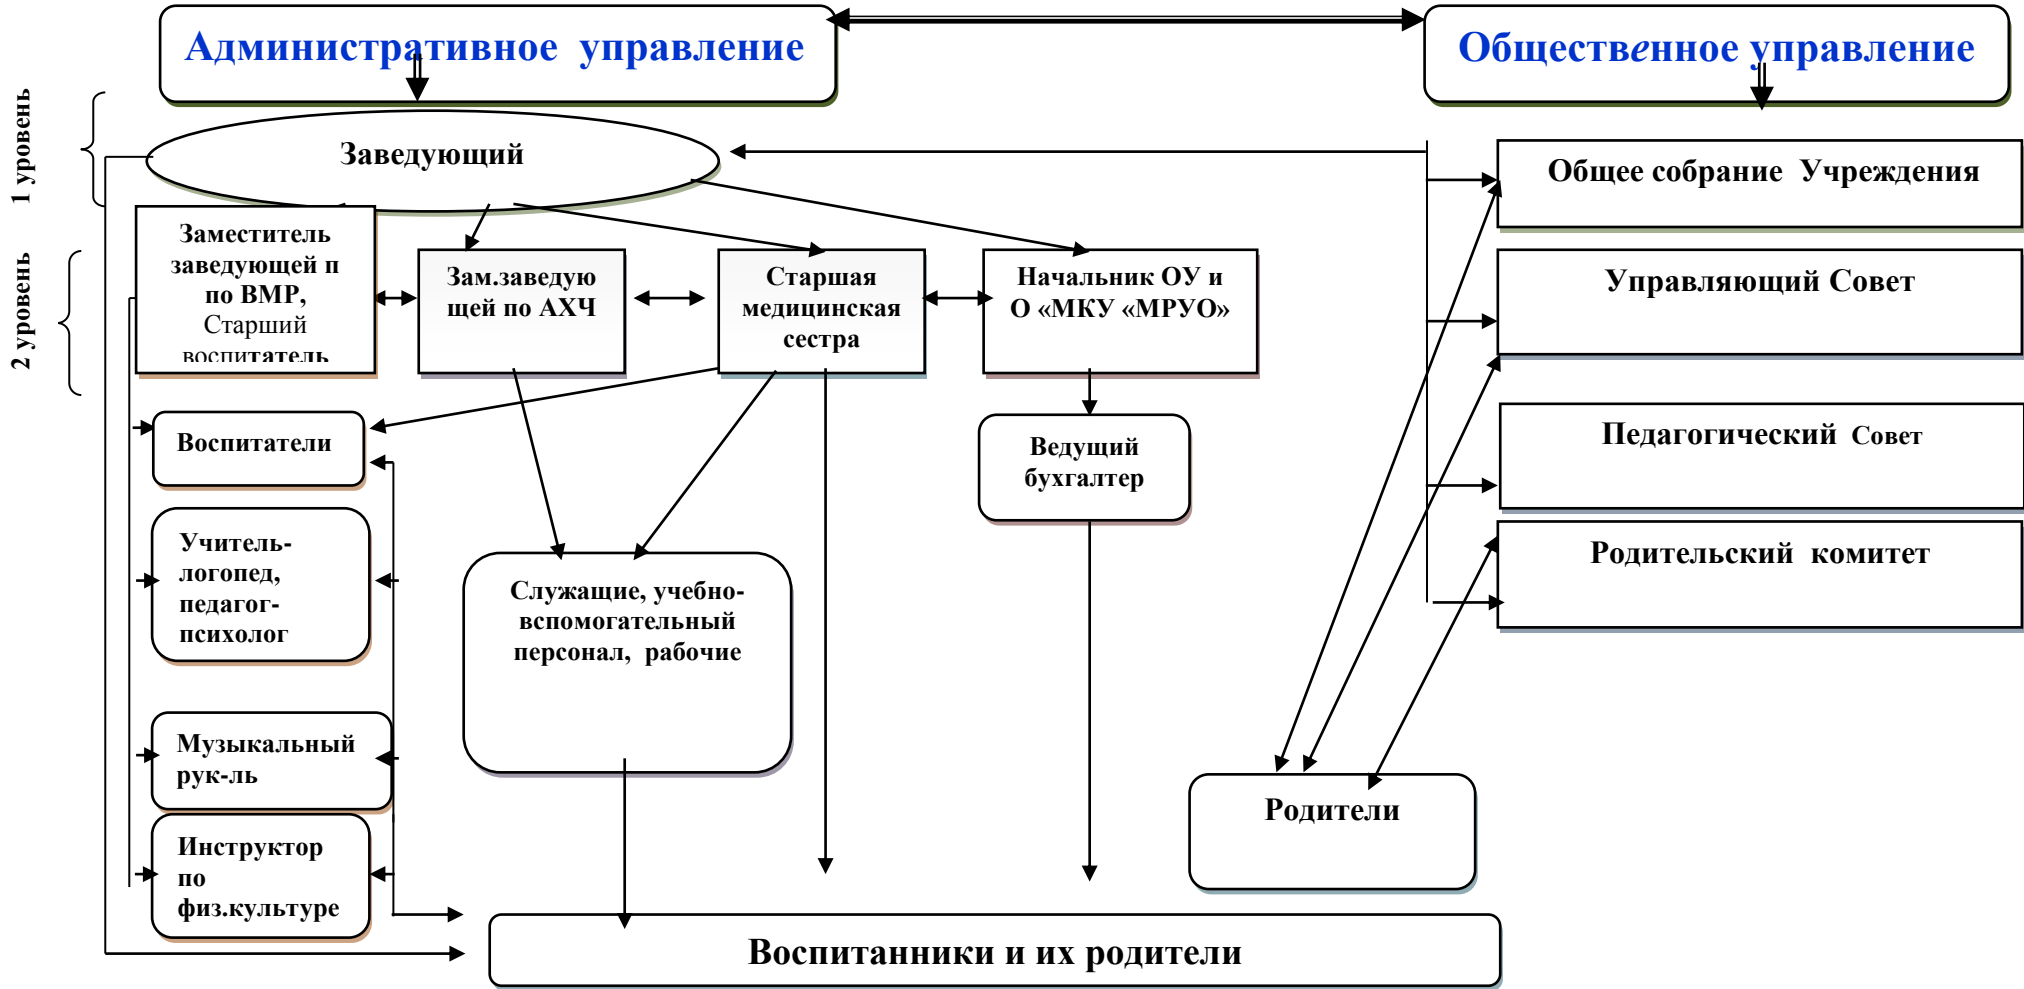 Административное управление
Общественное управление
1 уровень
Заведующий
Общее собрание Учреждения
2 уровень
Заместитель
заведующей п
по ВМР,
Старший
воспитатель
Зам.заведую
щей по АХЧ
Старшая
медицинская
сестра
Начальник ОУ и
О «МКУ «МРУО»
Управляющий Совет
Воспитатели
Ведущий
бухгалтер
Педагогический Совет
Учитель-
логопед,
педагог-
психолог
Служащие, учебно-
вспомогательный
персонал, рабочие
Родительский комитет
Музыкальный
рук-ль
Родители
Инструктор
по
физ.культуре
Воспитанники и их родители